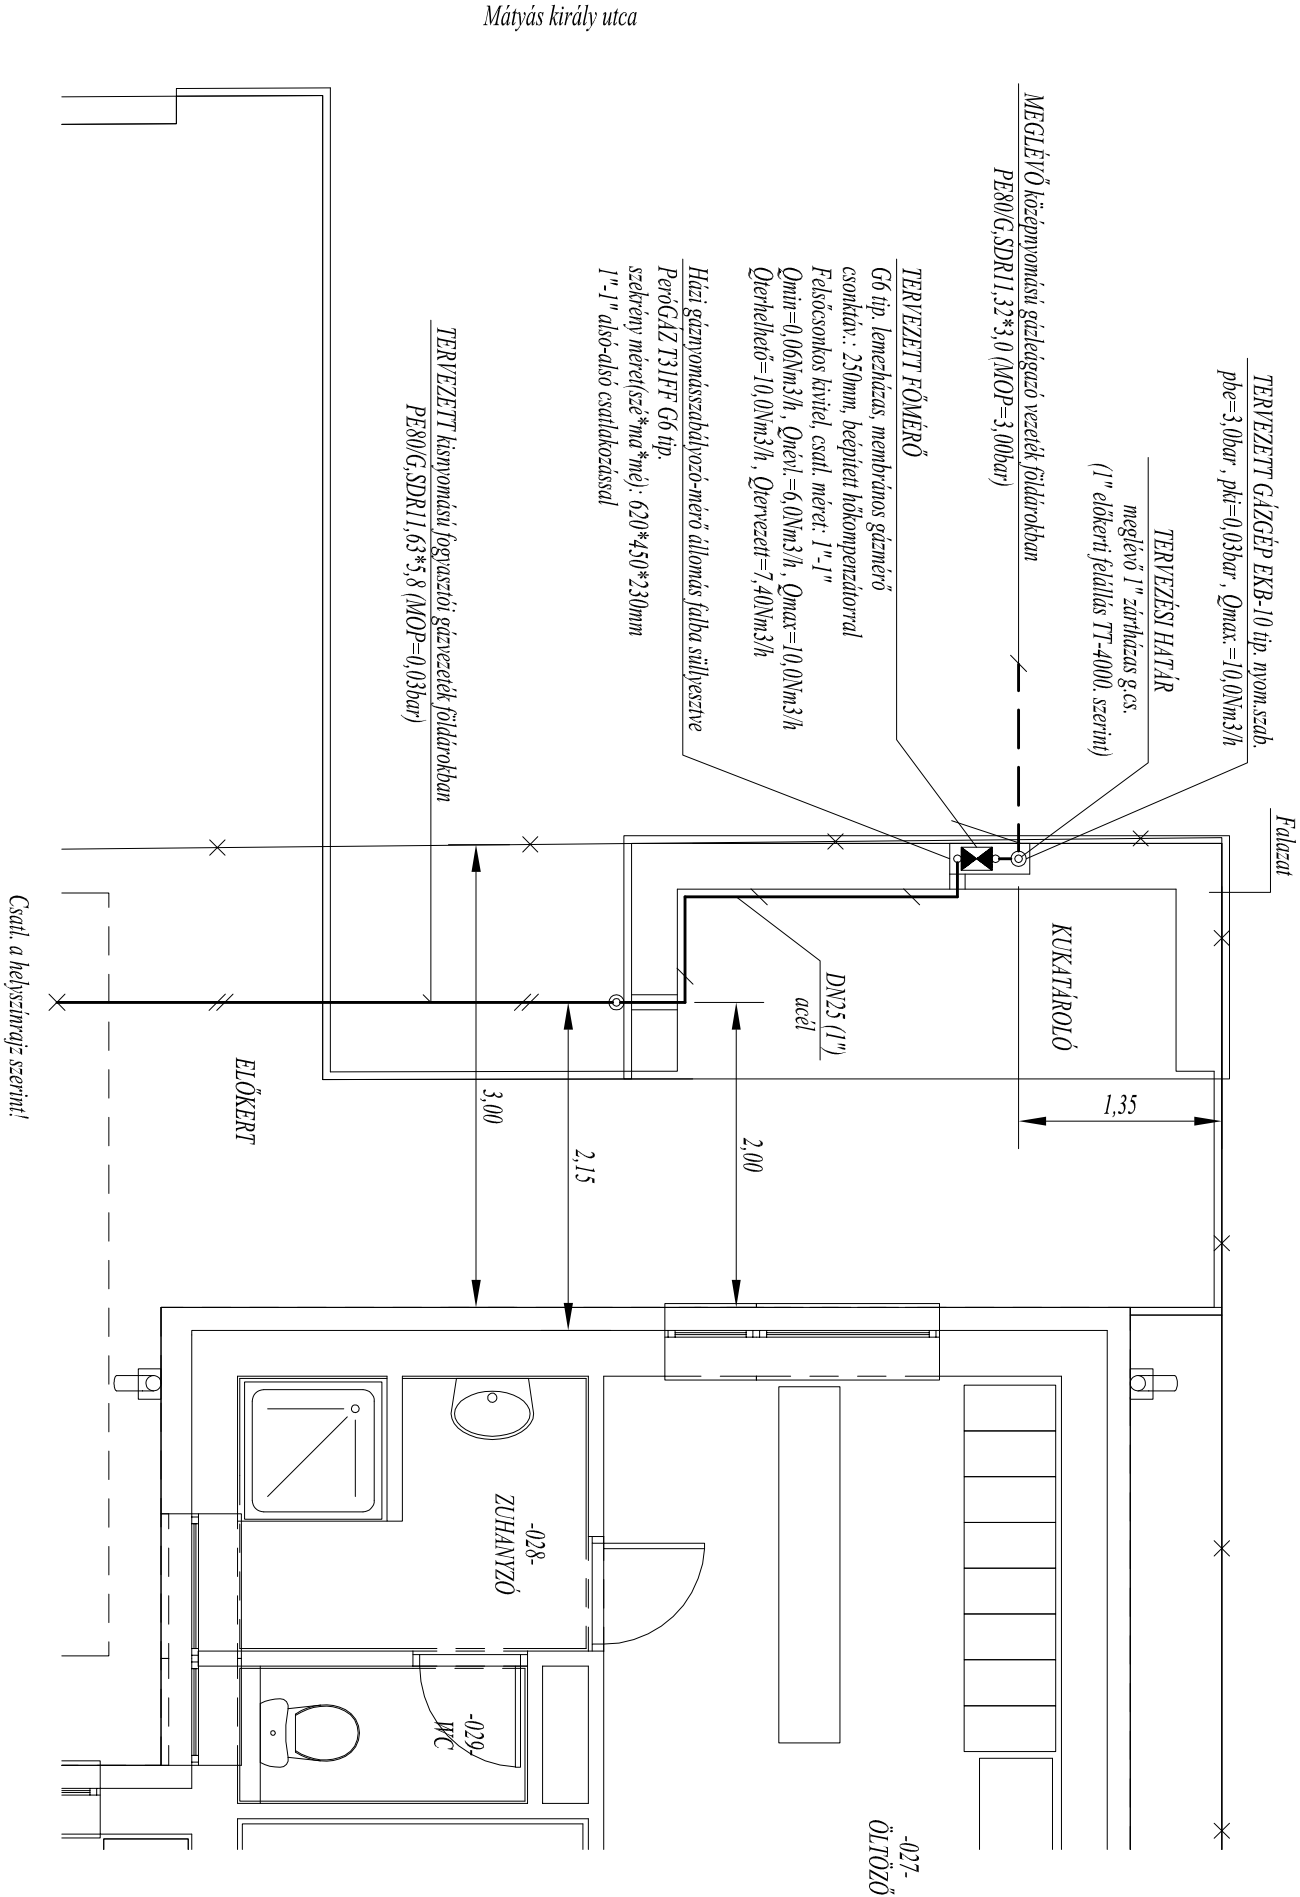 Mátyás király utca
TERVEZETT GÁZGÉP EKB-10 tip. nyom.szab.
pbe=3,0bar , pki=0,03bar , Qmax.=10,0Nm3/h
TERVEZÉSI HATÁR
meglévő 1" zártházas g.cs.
(1" előkerti felállás TT-4000. szerint)
MEGLÉVŐ középnyomású gázleágazó vezeték földárokban
PE80/G,SDR11,32*3,0 (MOP=3,00bar)
TERVEZETT FŐMÉRŐ
G6 tip. lemezházas, membrános gázmérő
csonktáv.: 250mm, beépített hőkompenzátorral
Felsőcsonkos kivitel, csatl. méret: 1"-1"
Qmin=0,06Nm3/h , Qnévl.=6,0Nm3/h , Qmax=10,0Nm3/h
Qterhelhető=10,0Nm3/h , Qtervezett=7,40Nm3/h
Házi gáznyomásszabályozó-mérő állomás falba süllyesztve
PeróGÁZ T31FF G6 tip.
szekrény méret(szé*ma*mé): 620*450*230mm
1"-1" alsó-alsó csatlakozással
TERVEZETT kisnyomású fogyasztói gázvezeték földárokban
PE80/G,SDR11,63*5,8 (MOP=0,03bar)
Falazat
KUKATÁROLÓ
DN25 (1")
acél
1,35
2,00
2,15
3,00
ELŐKERT
Csatl. a helyszínrajz szerint!
-028-
ZUHANYZÓ
-029-
WC
-027-
ÖLTÖZŐ